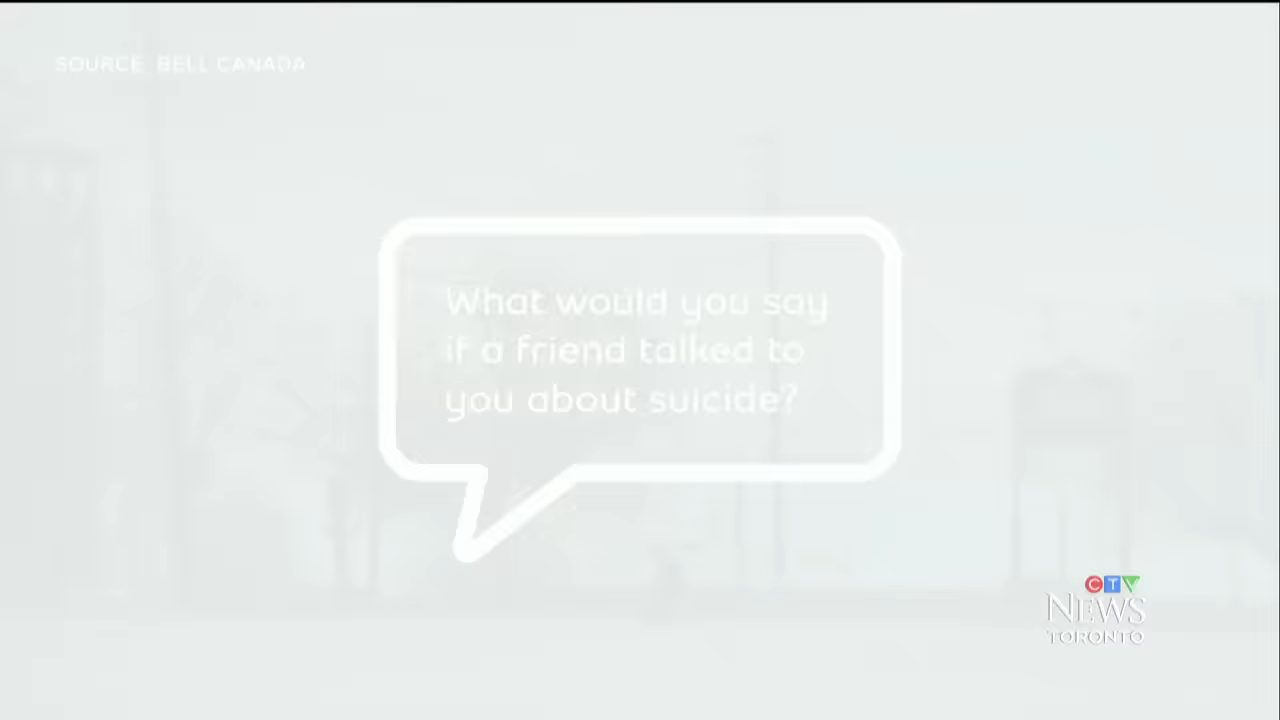 SOURCE BELL CANADA
What would you say
if a friend talked to
you about suicide?
CTV
NEWS
TORONTO